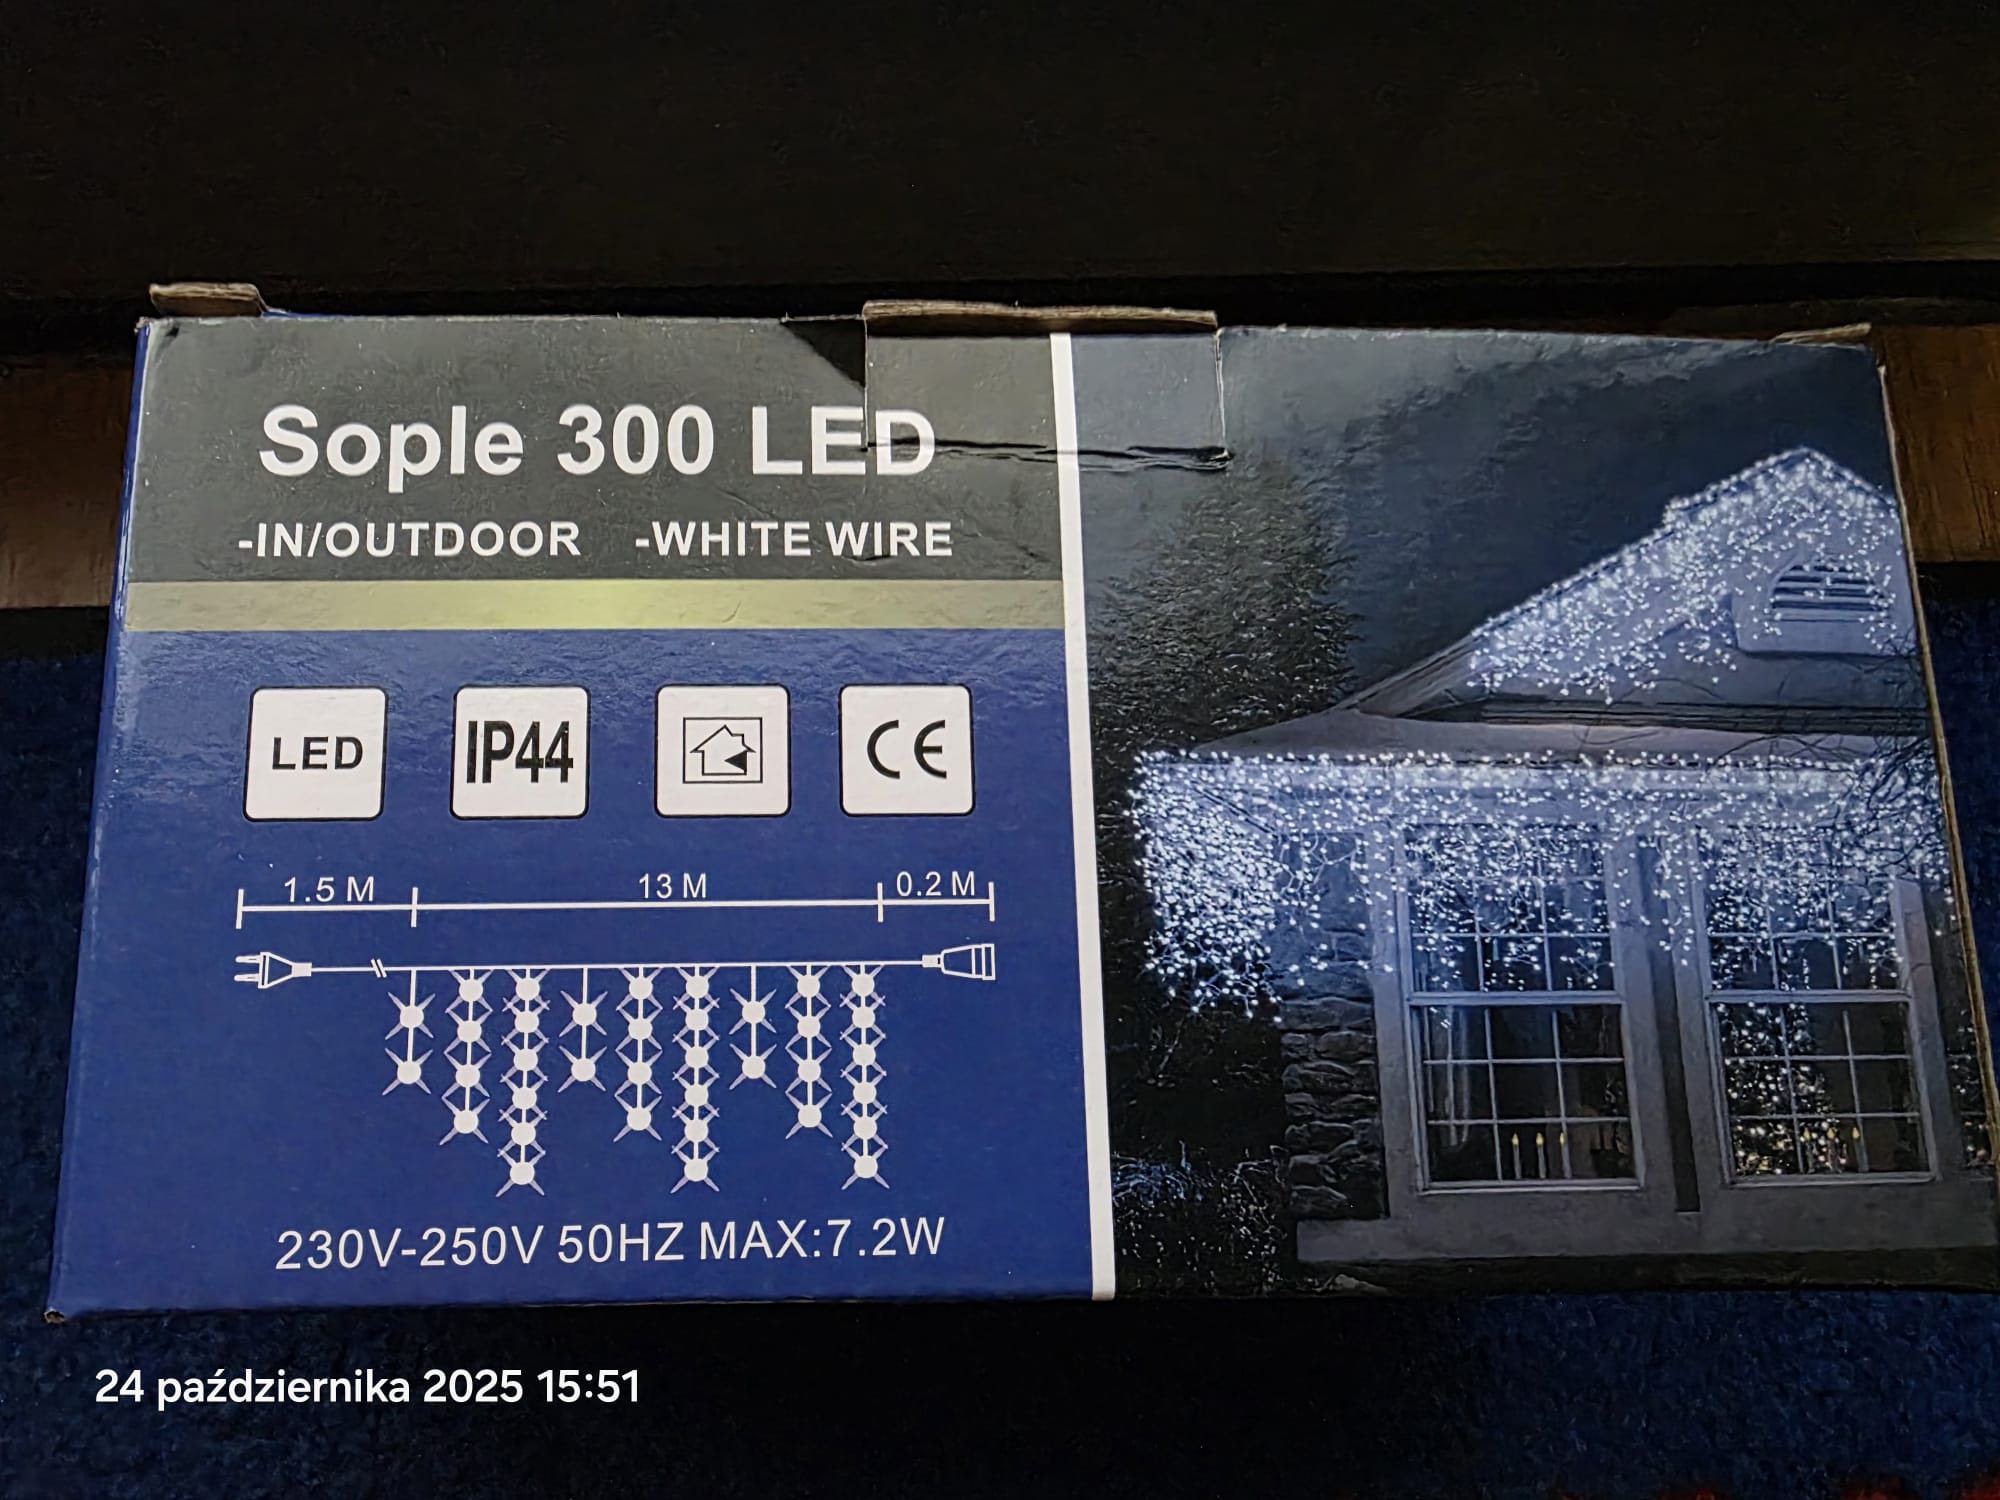 Sople 300 LED
-IN/OUTDOOR -WHITE WIRE
LED IP44 CE
1.5 M 13 M 0.2 M
230V-250V 50HZ MAX:7.2W
24 października 2025 15:51